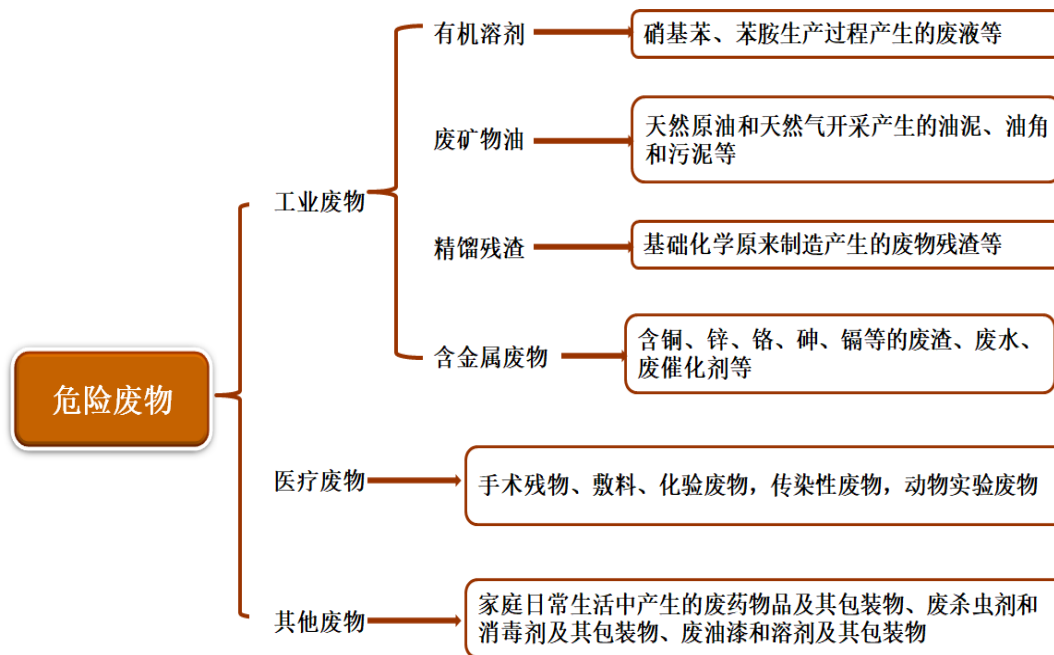 有机溶剂
硝基苯、苯胺生产过程产生的废液等
废矿物油
天然原油和天然气开采产生的油泥、油角
和污泥等
工业废物
精馏残渣
基础化学原来制造产生的废物残渣等
含金属废物
含铜、锌、铬、砷、镉等的废渣、废水、
废催化剂等
危险废物
医疗废物
手术残物、敷料、化验废物，传染性废物，动物实验废物
其他废物
家庭日常生活中产生的废药物品及其包装物、废杀虫剂和
消毒剂及其包装物、废油漆和溶剂及其包装物